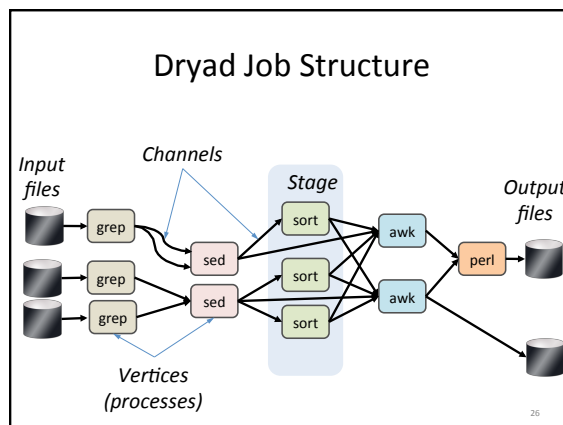 Dryad Job Structure
Input
files
Channels
Stage
Output
files
grep
sort
awk
sed
perl
grep
sort
sed
awk
grep
sort
Vertices
(processes)
26